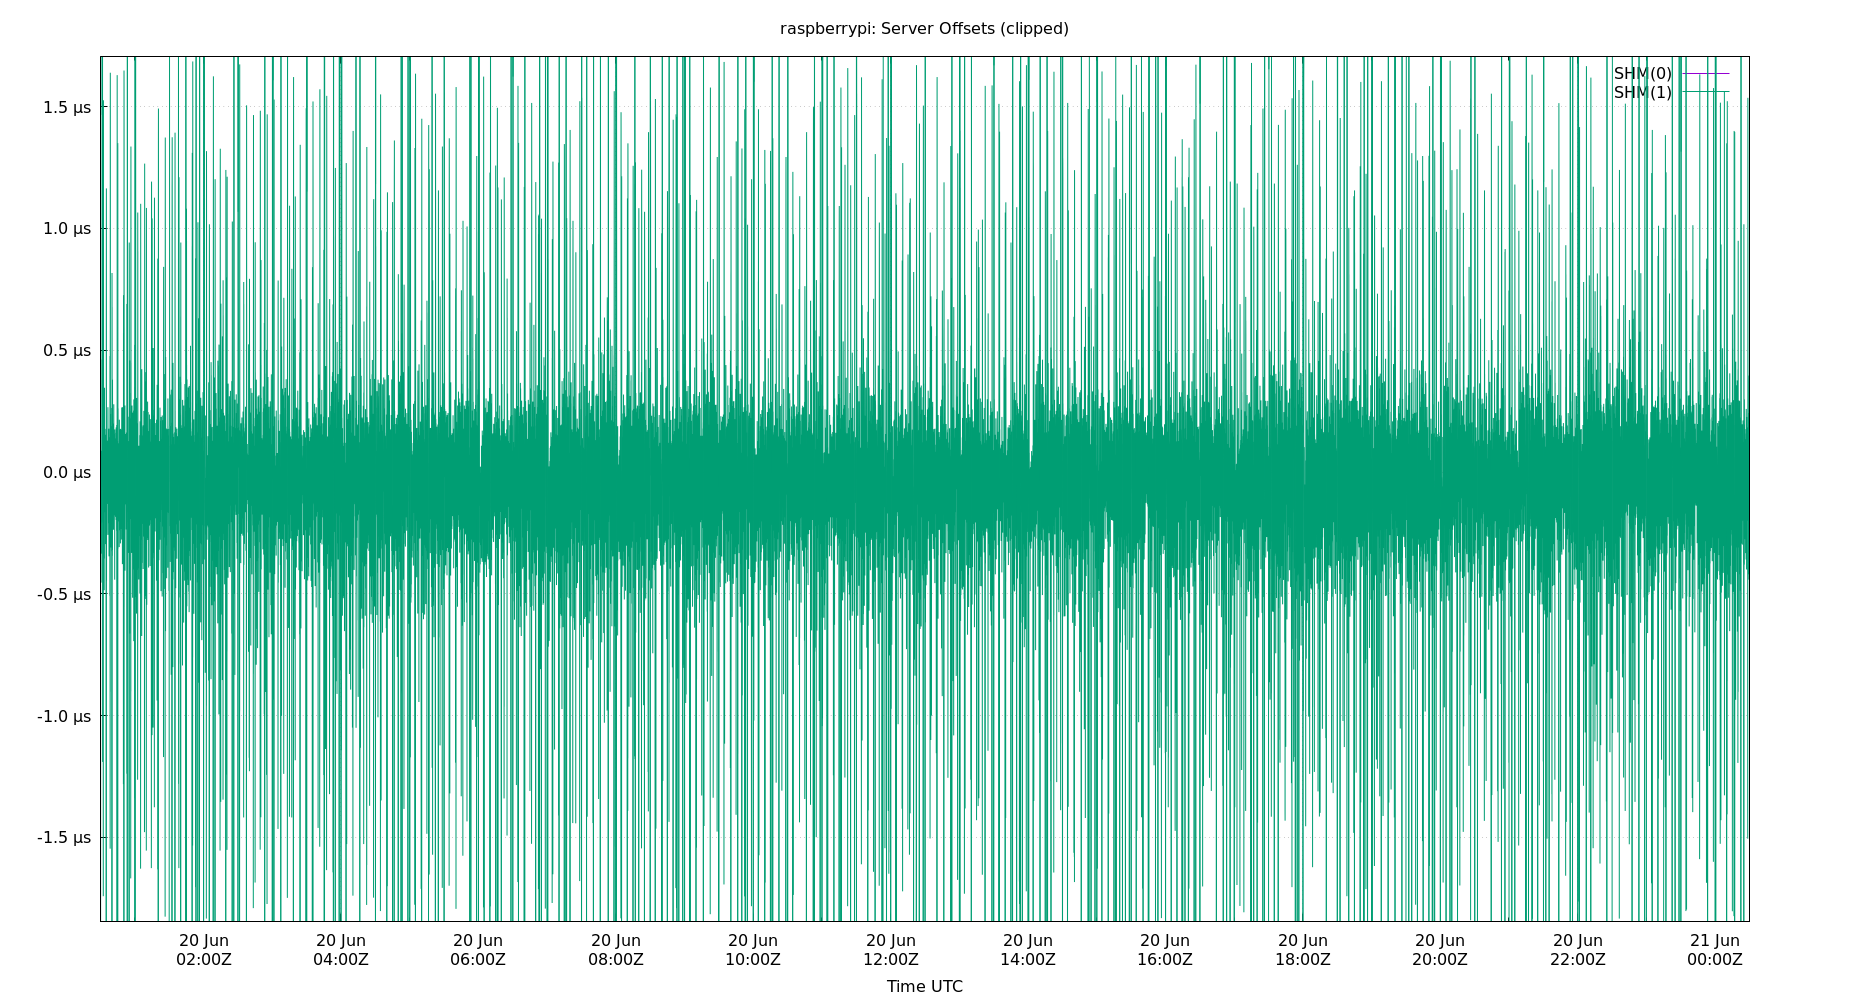 raspberrypi: Server Offsets (clipped)
SHM(0)
SHM(1)
1.5 µs
1.0 µs
0.5 µs
0.0 µs
-0.5 µs
-1.0 µs
-1.5 µs
20 Jun 20 Jun 20 Jun 20 Jun 20 Jun 20 Jun 20 Jun 20 Jun 20 Jun 20 Jun 20 Jun 21 Jun
02:00Z 04:00Z 06:00Z 08:00Z 10:00Z 12:00Z 14:00Z 16:00Z 18:00Z 20:00Z 22:00Z 00:00Z
Time UTC